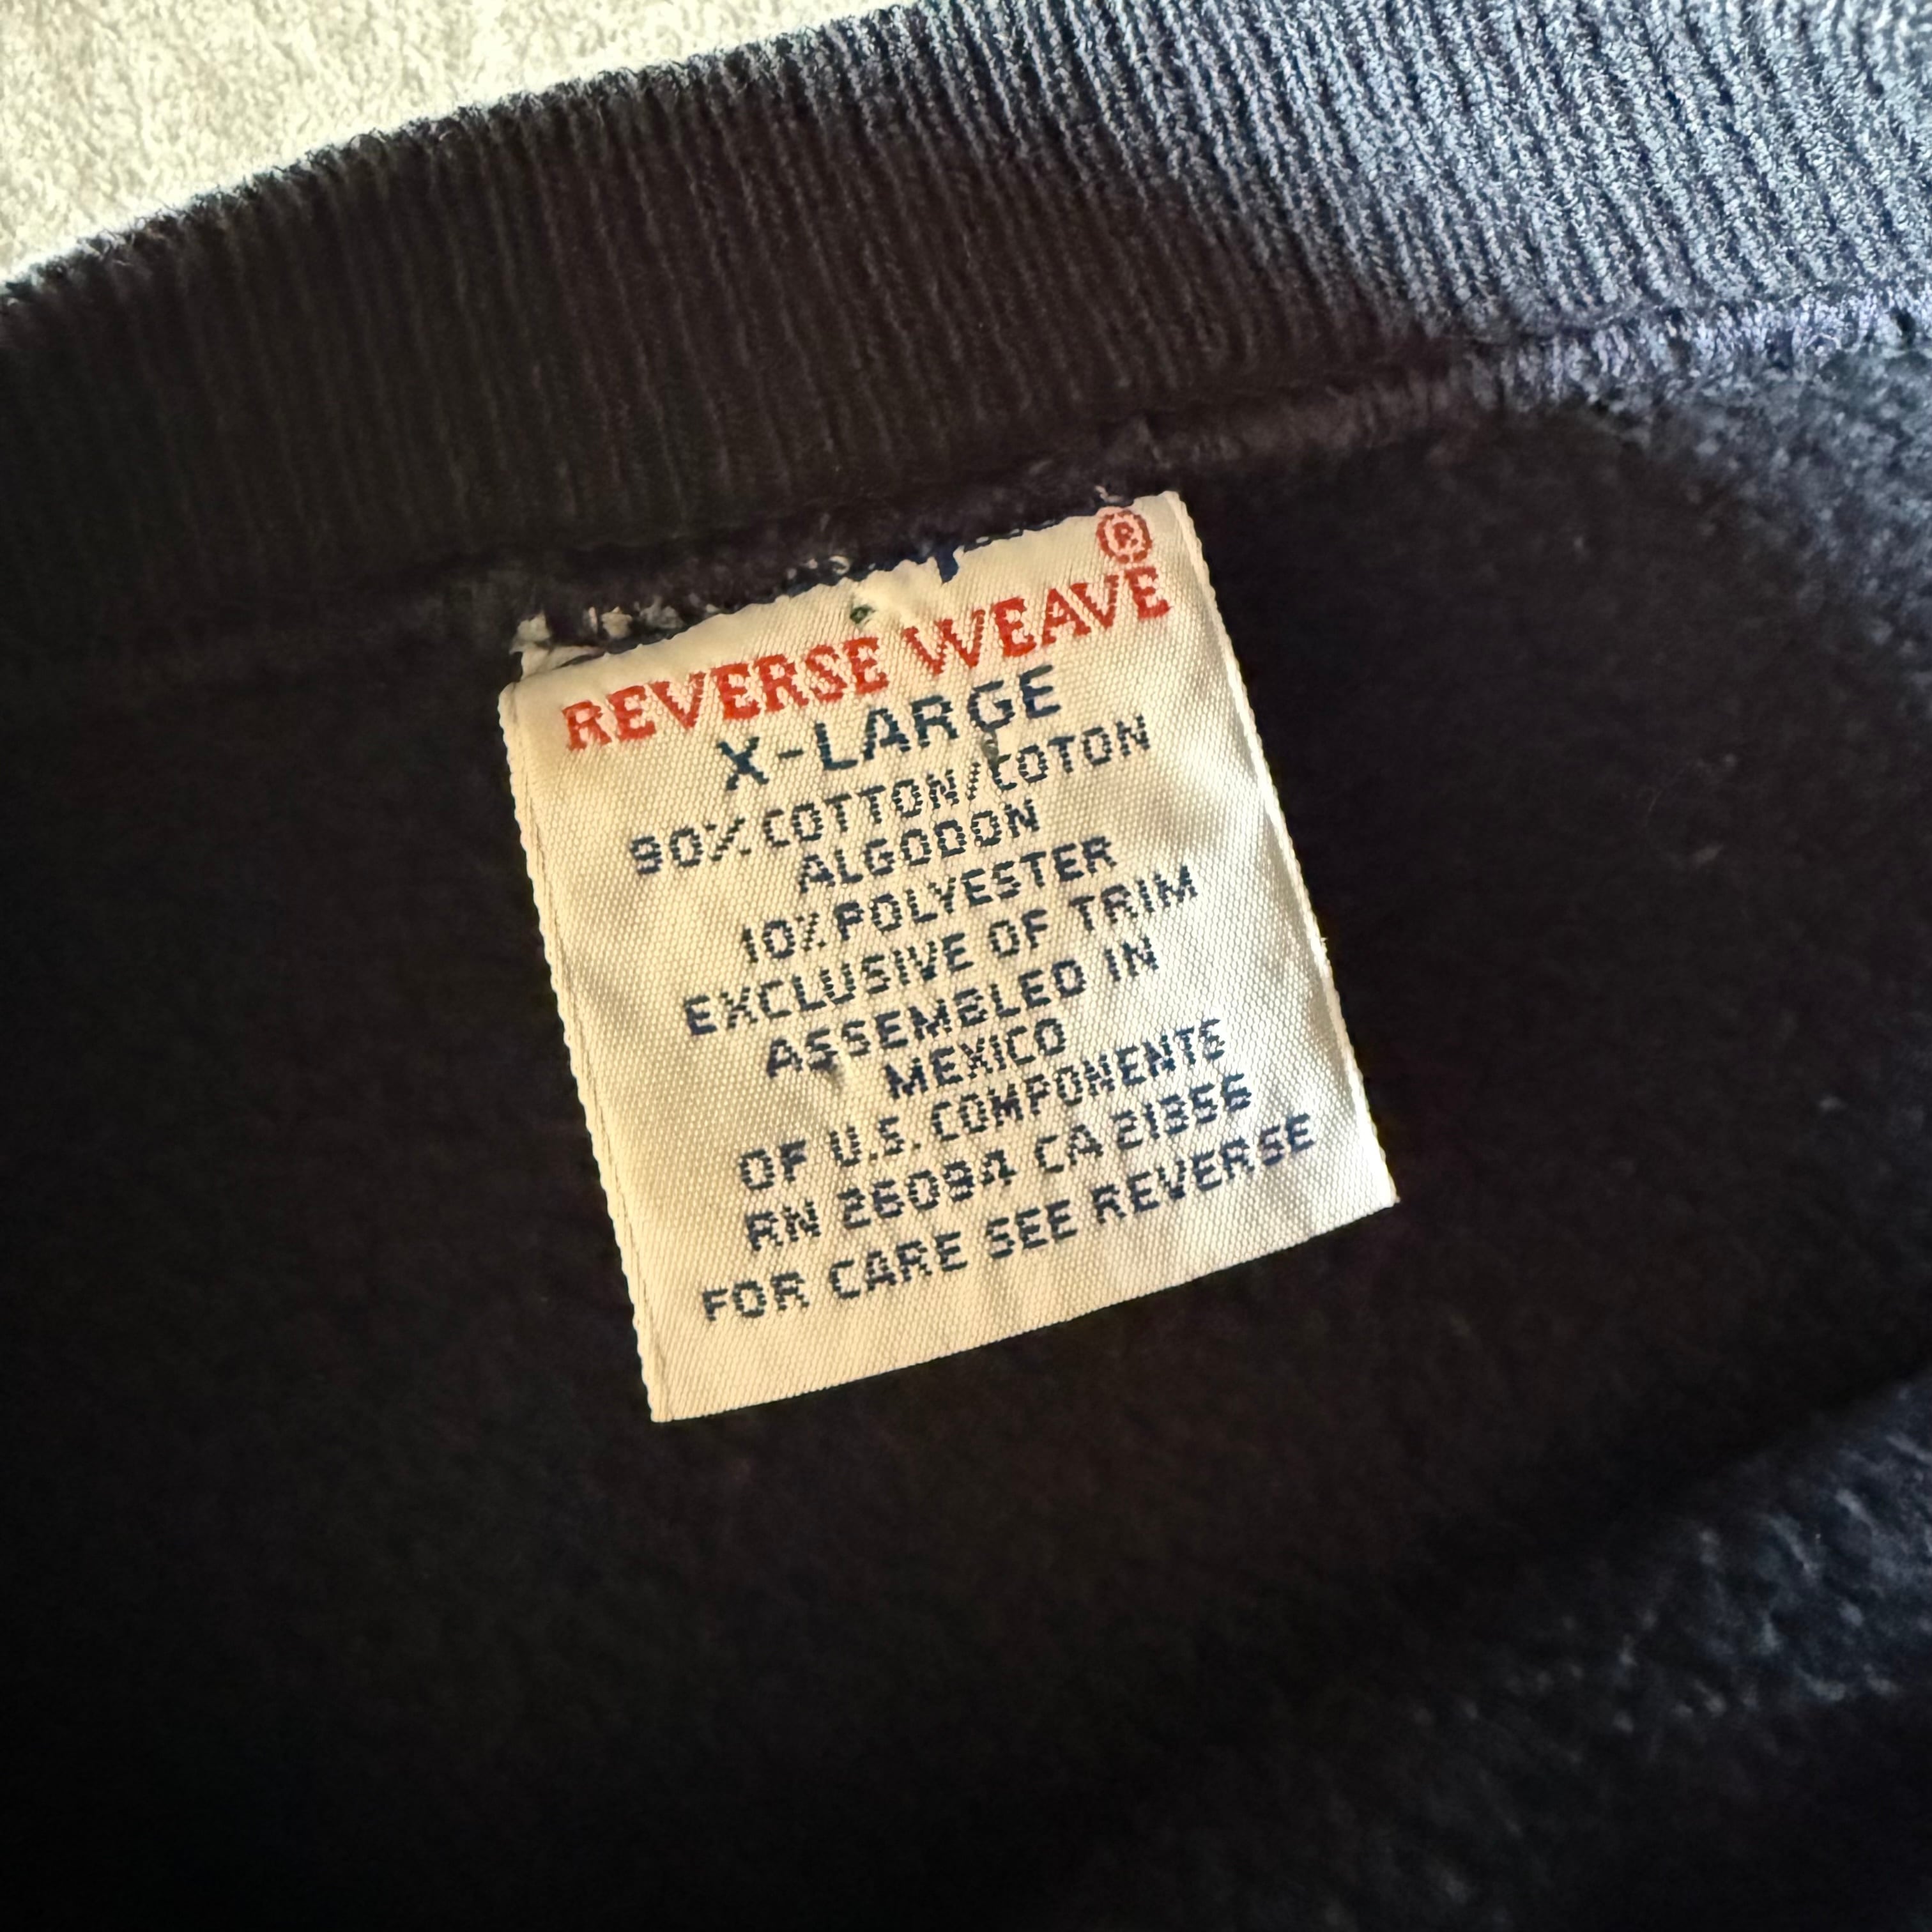 ®
REVERSE WEAVE
X-LARGE
90% COTTON/COTON
ALGODON
10% POLYESTER
EXCLUSIVE OF TRIM
ASSEMBLED IN
MEXICO
OF U.S. COMPONENTS
RN 26094 CA 21356
FOR CARE SEE REVERSE